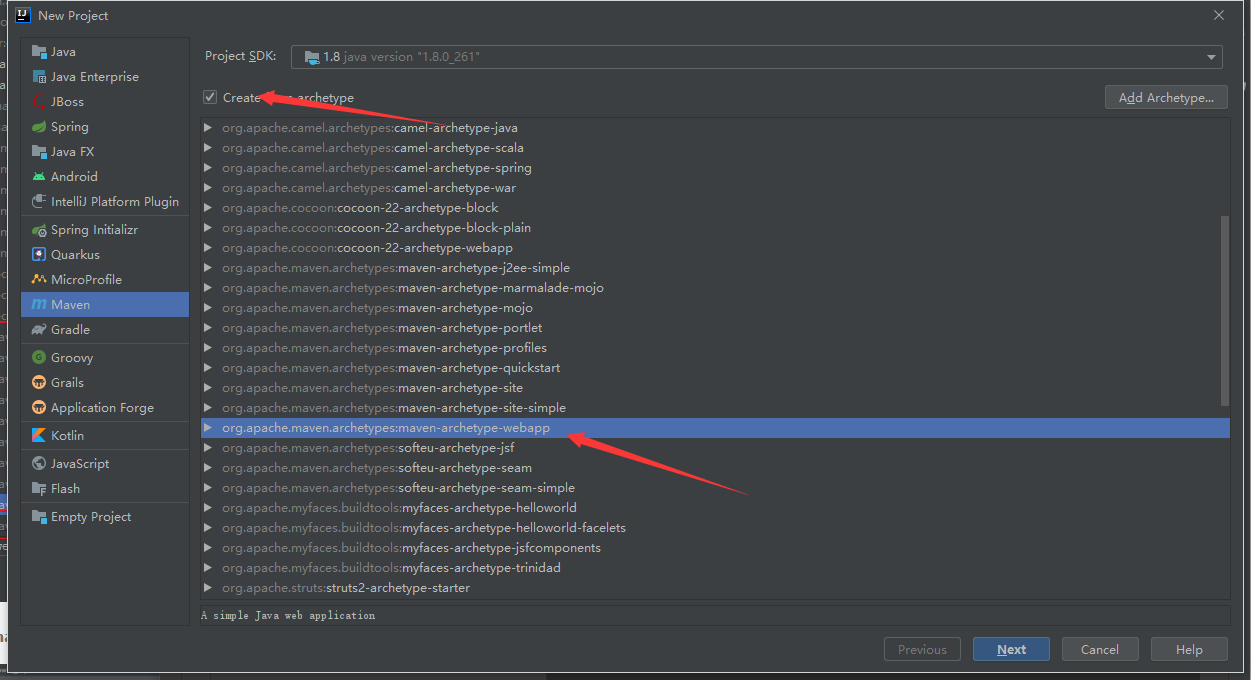 New Project
Java
Java Enterprise
JBoss
Spring
Java FX
Android
IntelliJ Platform Plugin
Spring Initializr
Quarkus
MicroProfile
Maven
Gradle
Groovy
Grails
Application Forge
Kotlin
JavaScript
Flash
Empty Project
Project SDK: 1.8 java version "1.8.0_261"
Create archetype
Add Archetype...
org.apache.camel.archetypes:camel-archetype-java
org.apache.camel.archetypes:camel-archetype-scala
org.apache.camel.archetypes:camel-archetype-spring
org.apache.camel.archetypes:camel-archetype-war
org.apache.cocoon:cocoon-22-archetype-block
org.apache.cocoon:cocoon-22-archetype-block-plain
org.apache.cocoon:cocoon-22-archetype-webapp
org.apache.maven.archetypes:maven-archetype-j2ee-simple
org.apache.maven.archetypes:maven-archetype-marmalade-mojo
org.apache.maven.archetypes:maven-archetype-mojo
org.apache.maven.archetypes:maven-archetype-portlet
org.apache.maven.archetypes:maven-archetype-profiles
org.apache.maven.archetypes:maven-archetype-quickstart
org.apache.maven.archetypes:maven-archetype-site
org.apache.maven.archetypes:maven-archetype-site-simple
org.apache.maven.archetypes:maven-archetype-webapp
org.apache.maven.archetypes:softeu-archetype-jsf
org.apache.maven.archetypes:softeu-archetype-seam
org.apache.maven.archetypes:softeu-archetype-seam-simple
org.apache.myfaces.buildtools:myfaces-archetype-helloworld
org.apache.myfaces.buildtools:myfaces-archetype-helloworld-facelets
org.apache.myfaces.buildtools:myfaces-archetype-jsfcomponents
org.apache.myfaces.buildtools:myfaces-archetype-trinidad
org.apache.struts:struts2-archetype-starter
A simple Java web application
Previous
Next
Cancel
Help